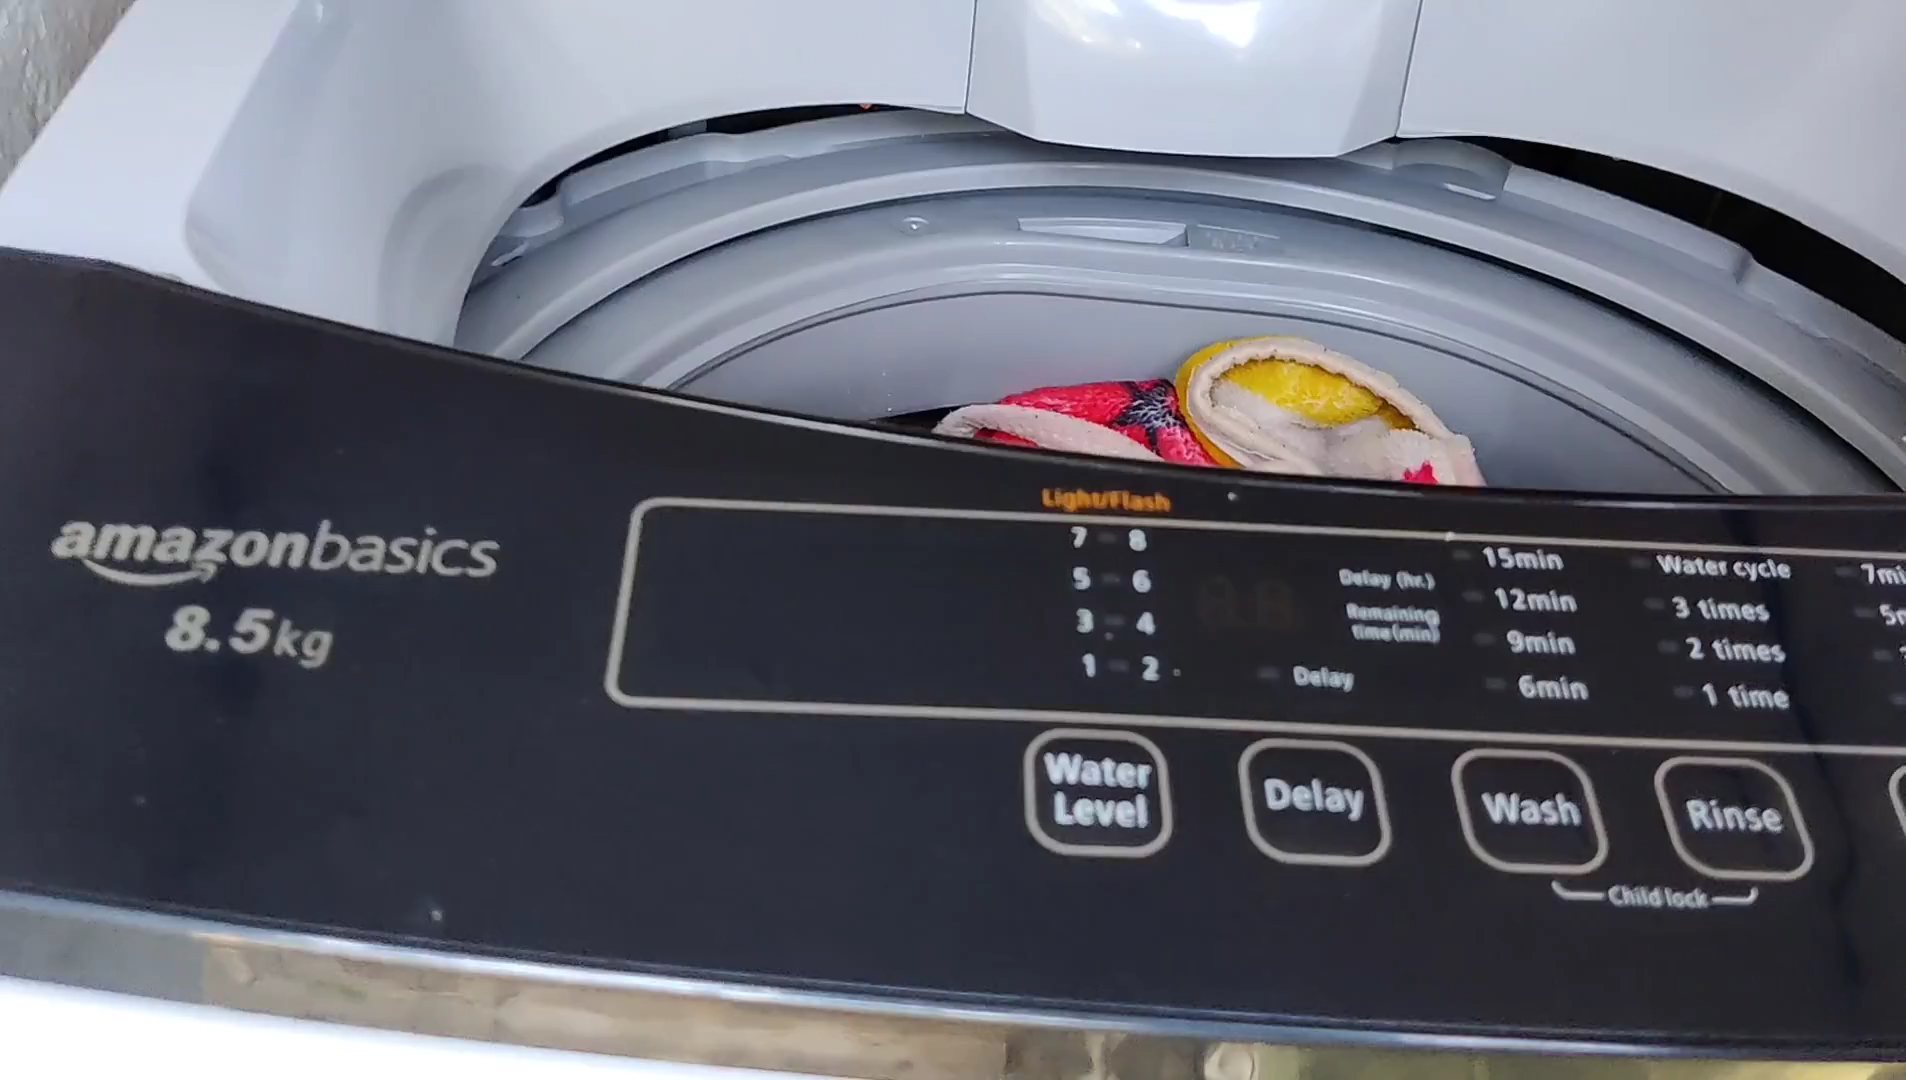 amazonbasics
8.5kg
Light/Flash
7 8
5 6
3 4
1 2
Delay (hr.)
Remaining
time(min)
Delay
15min
12min
9min
6min
Water cycle
3 times
2 times
1 time
Water
Level
Delay
Wash
Rinse
Child lock